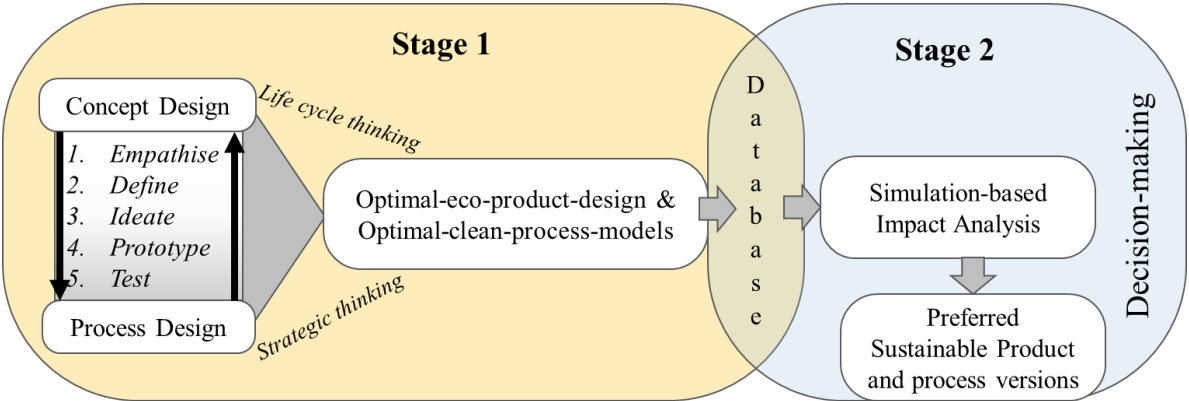 Stage 1
Concept Design
Life cycle thinking
1. Empathise
2. Define
3. Ideate
4. Prototype
5. Test
Process Design
Strategic thinking
Optimal-eco-product-design &
Optimal-clean-process-models
Database
Stage 2
Simulation-based
Impact Analysis
Preferred
Sustainable Product
and process versions
Decision-making